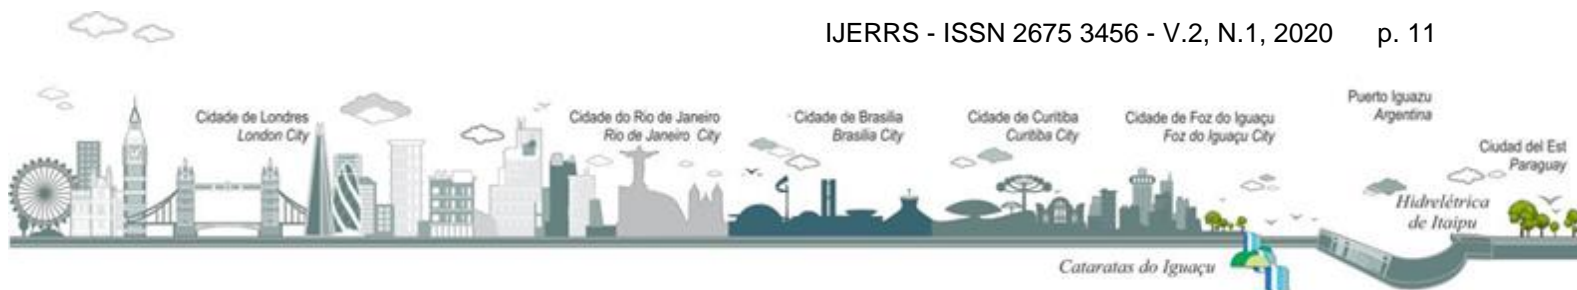 IJERRS - ISSN 2675 3456 - V.2, N.1, 2020 p. 11
Cidade de Londres
London City
Cidade do Rio de Janeiro
Rio de Janeiro City
Cidade de Brasilia
Brasilia City
Cidade de Curitiba
Curitiba City
Cidade de Foz do Iguaçu
Foz do Iguaçu City
Puerto Iguazu
Argentina
Ciudad del Est
Paraguay
Hidrelétrica
de Itaipu
Cataratas do Iguaçu